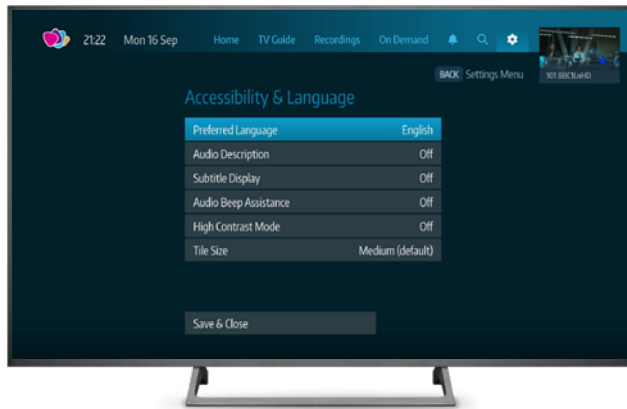 21:22 Mon 16 Sep Home TV Guide Recordings On Demand
BACK Settings Menu
101 BBC1LnHD
Accessibility & Language
Preferred Language English
Audio Description Off
Subtitle Display Off
Audio Beep Assistance Off
High Contrast Mode Off
Tile Size Medium (default)
Save & Close